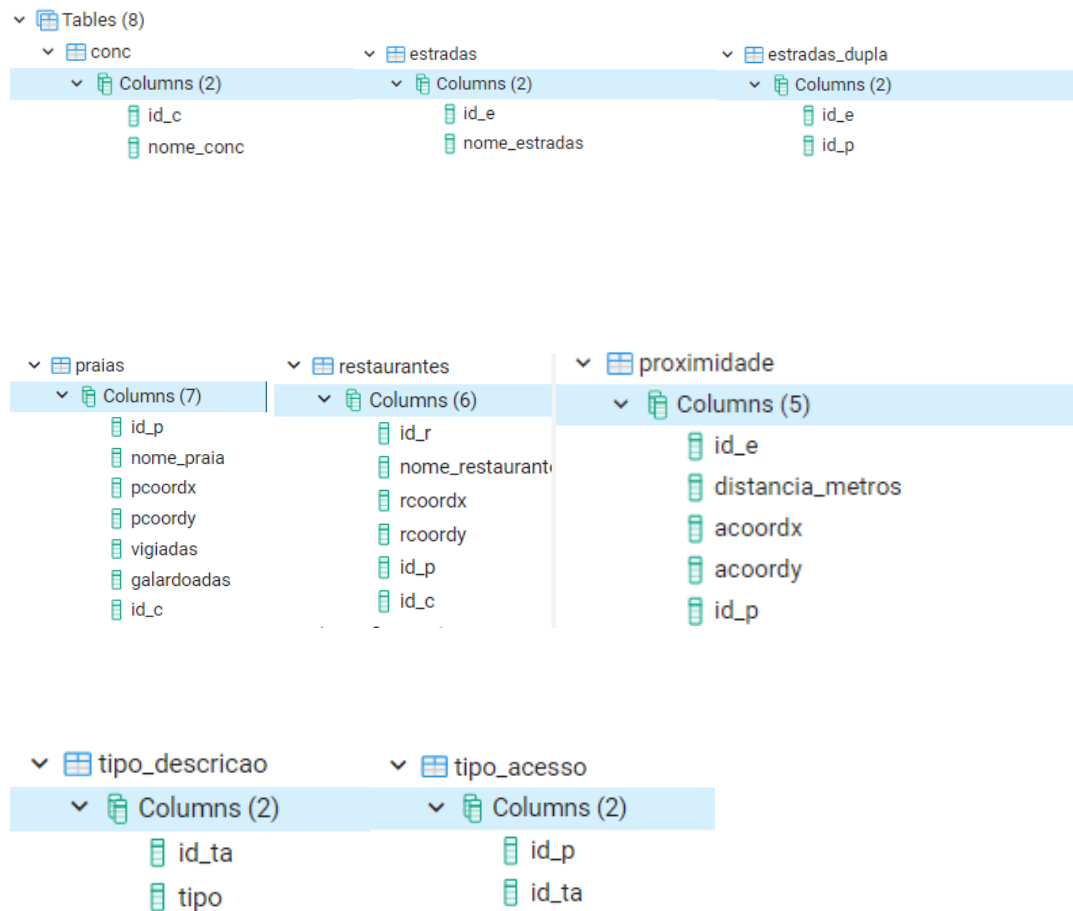 Tables (8)
conc
Columns (2)
id_c
nome_conc
estradas
Columns (2)
id_e
nome_estradas
estradas_dupla
Columns (2)
id_e
id_p
praias
Columns (7)
id_p
nome_praia
pcoordx
pcoordy
vigiadas
galardoadas
id_c
restaurantes
Columns (6)
id_r
nome_restaurant
rcoordx
rcoordy
id_p
id_c
proximidade
Columns (5)
id_e
distancia_metros
acoordx
acoordy
id_p
tipo_descricao
Columns (2)
id_ta
tipo
tipo_acesso
Columns (2)
id_p
id_ta